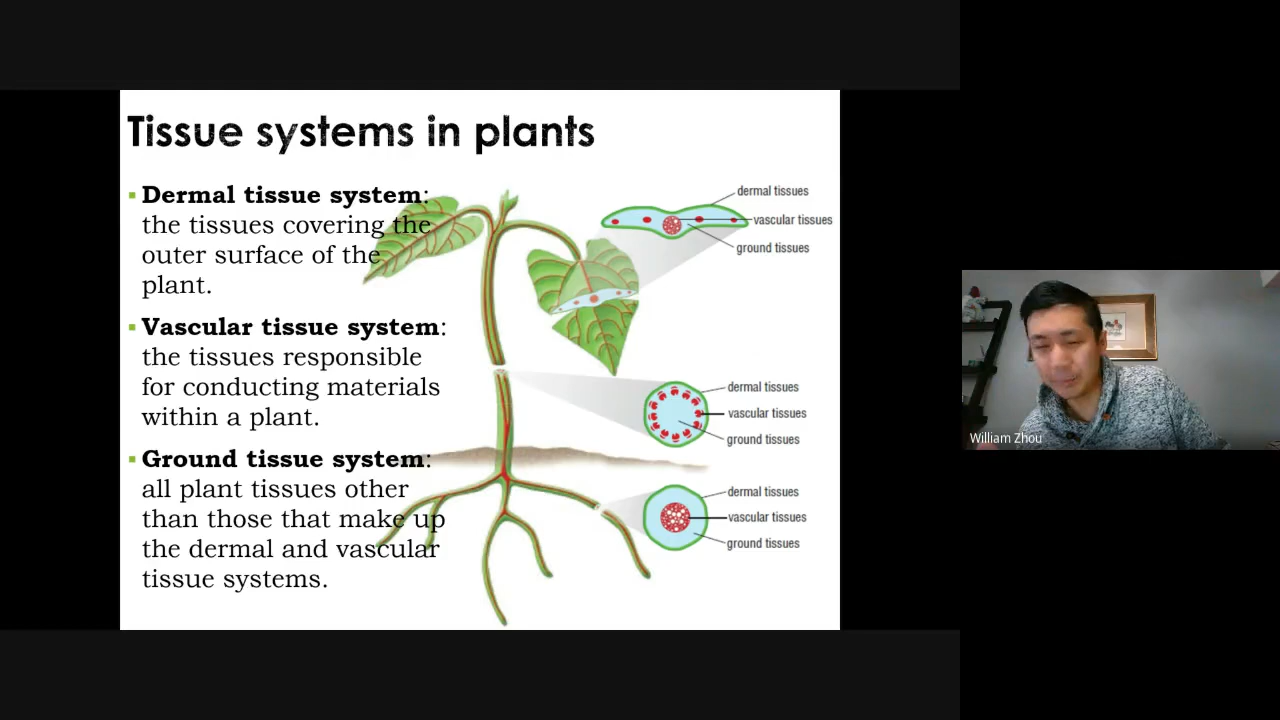 Tissue systems in plants
▪ Dermal tissue system:
the tissues covering the
outer surface of the
plant.
▪ Vascular tissue system:
the tissues responsible
for conducting materials
within a plant.
▪ Ground tissue system:
all plant tissues other
than those that make up
the dermal and vascular
tissue systems.
dermal tissues
vascular tissues
ground tissues
dermal tissues
vascular tissues
ground tissues
dermal tissues
vascular tissues
ground tissues
William Zhou